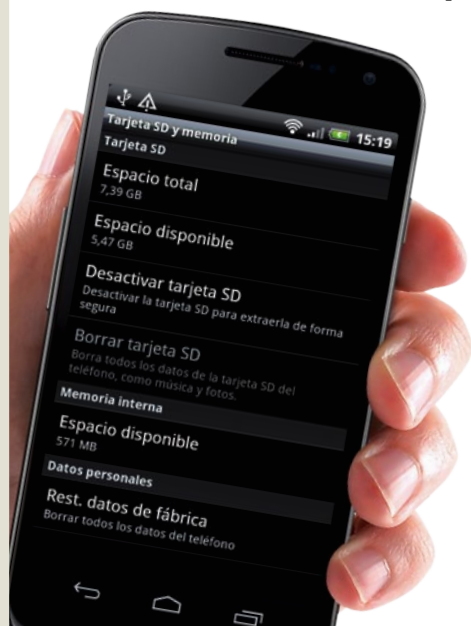 15:19
Tarjeta SD y memoria
Tarjeta SD
Espacio total
7,39 GB
Espacio disponible
5,47 GB
Desactivar tarjeta SD
Desactivar la tarjeta SD para extraerla de forma
segura
Borrar tarjeta SD
Borra todos los datos de la tarjeta SD del
teléfono, como música y fotos.
Memoria interna
Espacio disponible
571 MB
Datos personales
Rest. datos de fábrica
Borrar todos los datos del teléfono